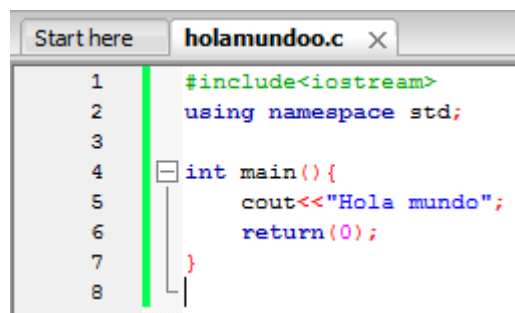 Start here holamundoo.c
1 #include<iostream>
2 using namespace std;
3
4 int main(){
5 cout<<"Hola mundo";
6 return(0);
7 }
8